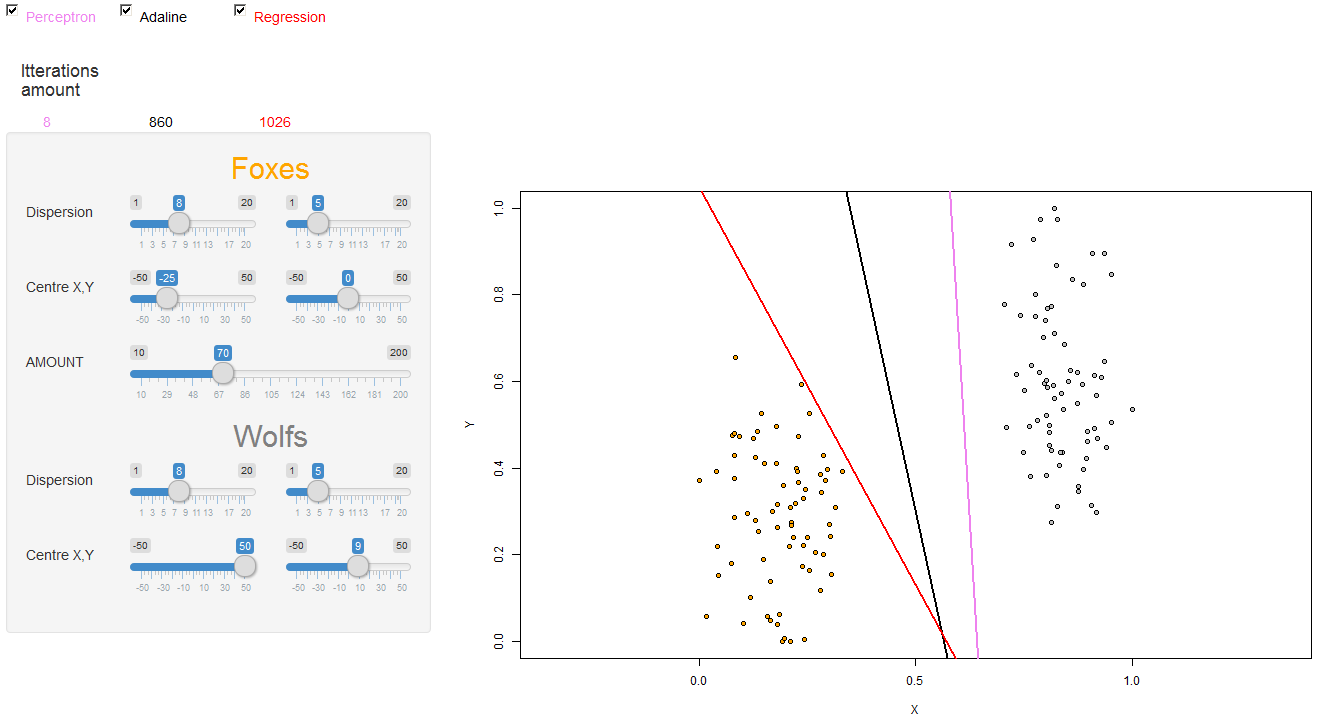 Perceptron Adaline Regression
Itterations
amount
8 860 1026
Foxes
Dispersion
1 8 20 1 5 20
1 3 5 7 9 11 13 17 20 1 3 5 7 9 11 13 17 20
Centre X,Y
-50 -25 50 -50 0 50
-50 -30 -10 10 30 50 -50 -30 -10 10 30 50
AMOUNT
10 70 200
10 29 48 67 86 105 124 143 162 181 200
Wolfs
Dispersion
1 8 20 1 5 20
1 3 5 7 9 11 13 17 20 1 3 5 7 9 11 13 17 20
Centre X,Y
-50 50 -50 9 50
-50 -30 -10 10 30 50 -50 -30 -10 10 30 50
Y
1.0
0.8
0.6
0.4
0.2
0.0
0.0 0.5 1.0
X